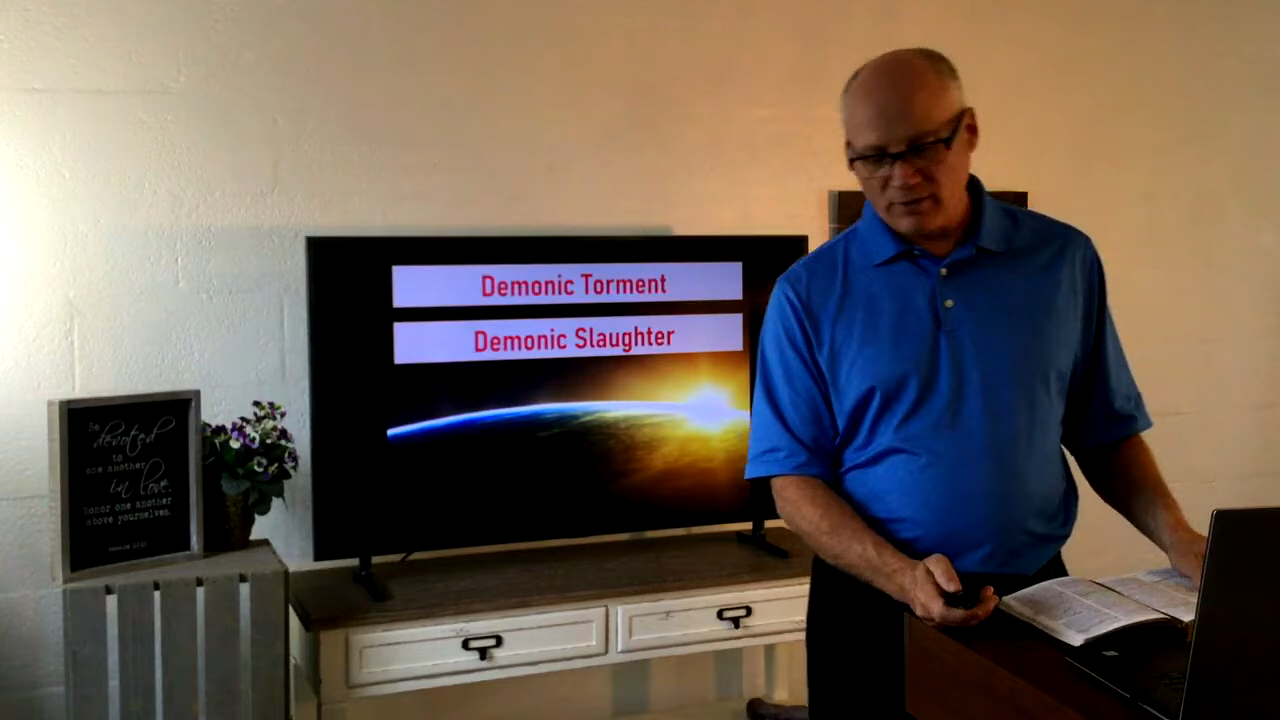 Demonic Torment
Demonic Slaughter
Be
devoted
to
one another
in love.
honor one another
above yourselves.